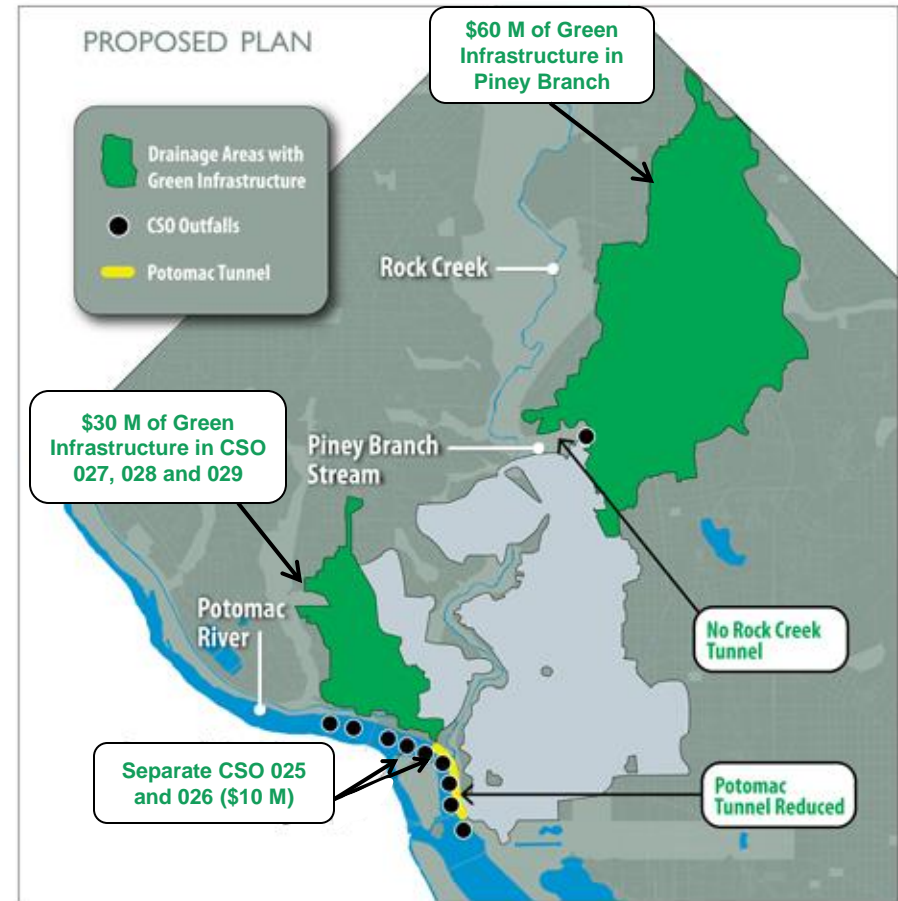 PROPOSED PLAN
$60 M of Green
Infrastructure in
Piney Branch
Drainage Areas with
Green Infrastructure
CSO Outfalls
Potomac Tunnel
Rock Creek
$30 M of Green
Infrastructure in CSO
027, 028 and 029
Piney Branch
Stream
Potomac
River
No Rock Creek
Tunnel
Separate CSO 025
and 026 ($10 M)
Potomac
Tunnel Reduced